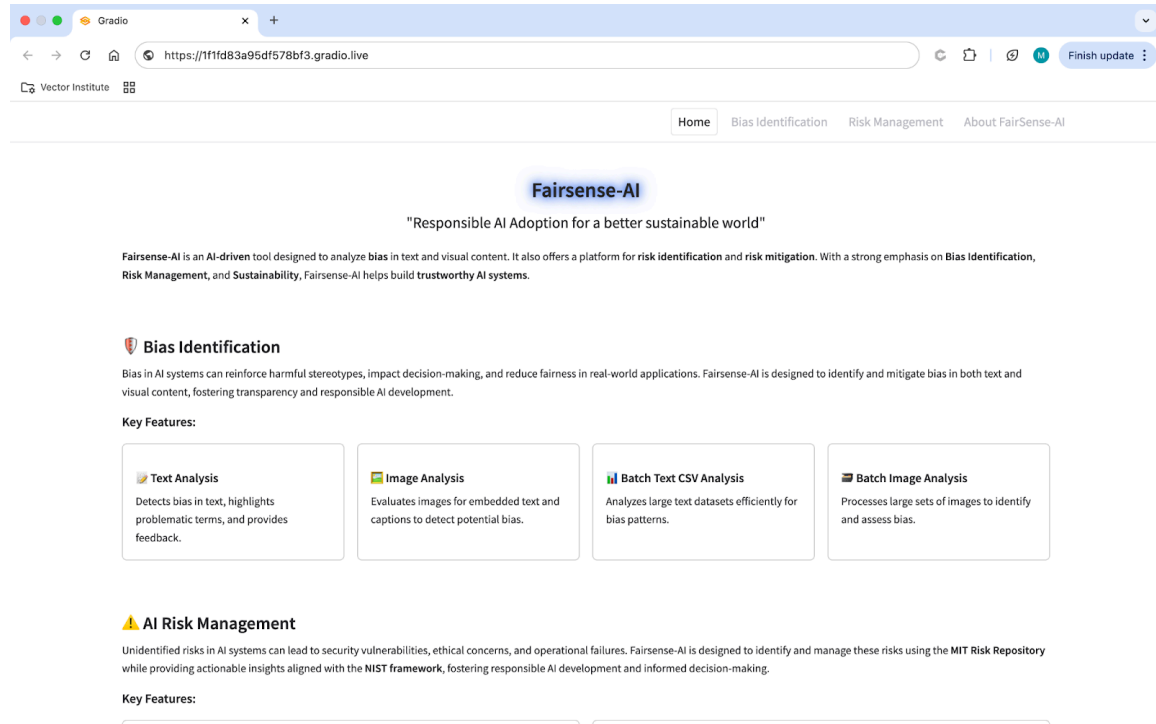 Gradio
https://1f1fd83a95df578bf3.gradio.live
M
Finish update
Vector Institute
Home Bias Identification Risk Management About FairSense-AI
Fairsense-AI
"Responsible AI Adoption for a better sustainable world"
Fairsense-AI is an AI-driven tool designed to analyze bias in text and visual content. It also offers a platform for risk identification and risk mitigation. With a strong emphasis on Bias Identification,
Risk Management, and Sustainability, Fairsense-AI helps build trustworthy AI systems.
Bias Identification
Bias in AI systems can reinforce harmful stereotypes, impact decision-making, and reduce fairness in real-world applications. Fairsense-AI is designed to identify and mitigate bias in both text and
visual content, fostering transparency and responsible AI development.
Key Features:
Text Analysis
Detects bias in text, highlights
problematic terms, and provides
feedback.
Image Analysis
Evaluates images for embedded text and
captions to detect potential bias.
Batch Text CSV Analysis
Analyzes large text datasets efficiently for
bias patterns.
Batch Image Analysis
Processes large sets of images to identify
and assess bias.
AI Risk Management
Unidentified risks in AI systems can lead to security vulnerabilities, ethical concerns, and operational failures. Fairsense-AI is designed to identify and manage these risks using the MIT Risk Repository
while providing actionable insights aligned with the NIST framework, fostering responsible AI development and informed decision-making.
Key Features: